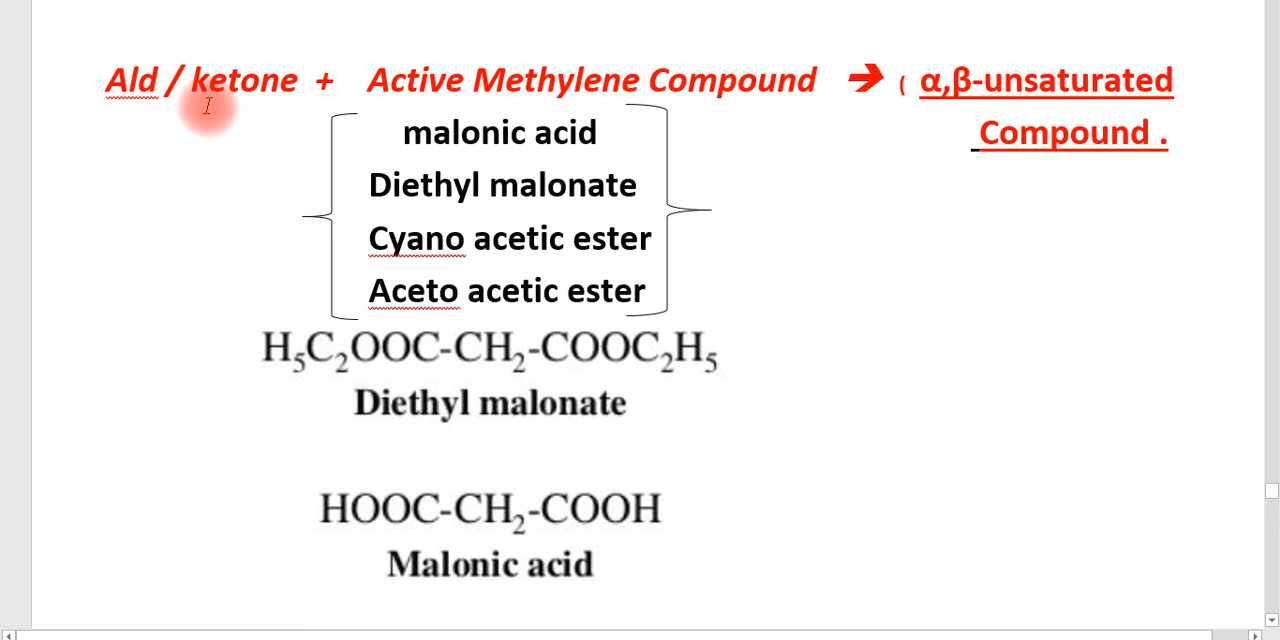 Ald / ketone + Active Methylene Compound ➔ ( α,β-unsaturated
Compound .
malonic acid
Diethyl malonate
Cyano acetic ester
Aceto acetic ester
H₅C₂OOC-CH₂-COOC₂H₅
Diethyl malonate
HOOC-CH₂-COOH
Malonic acid